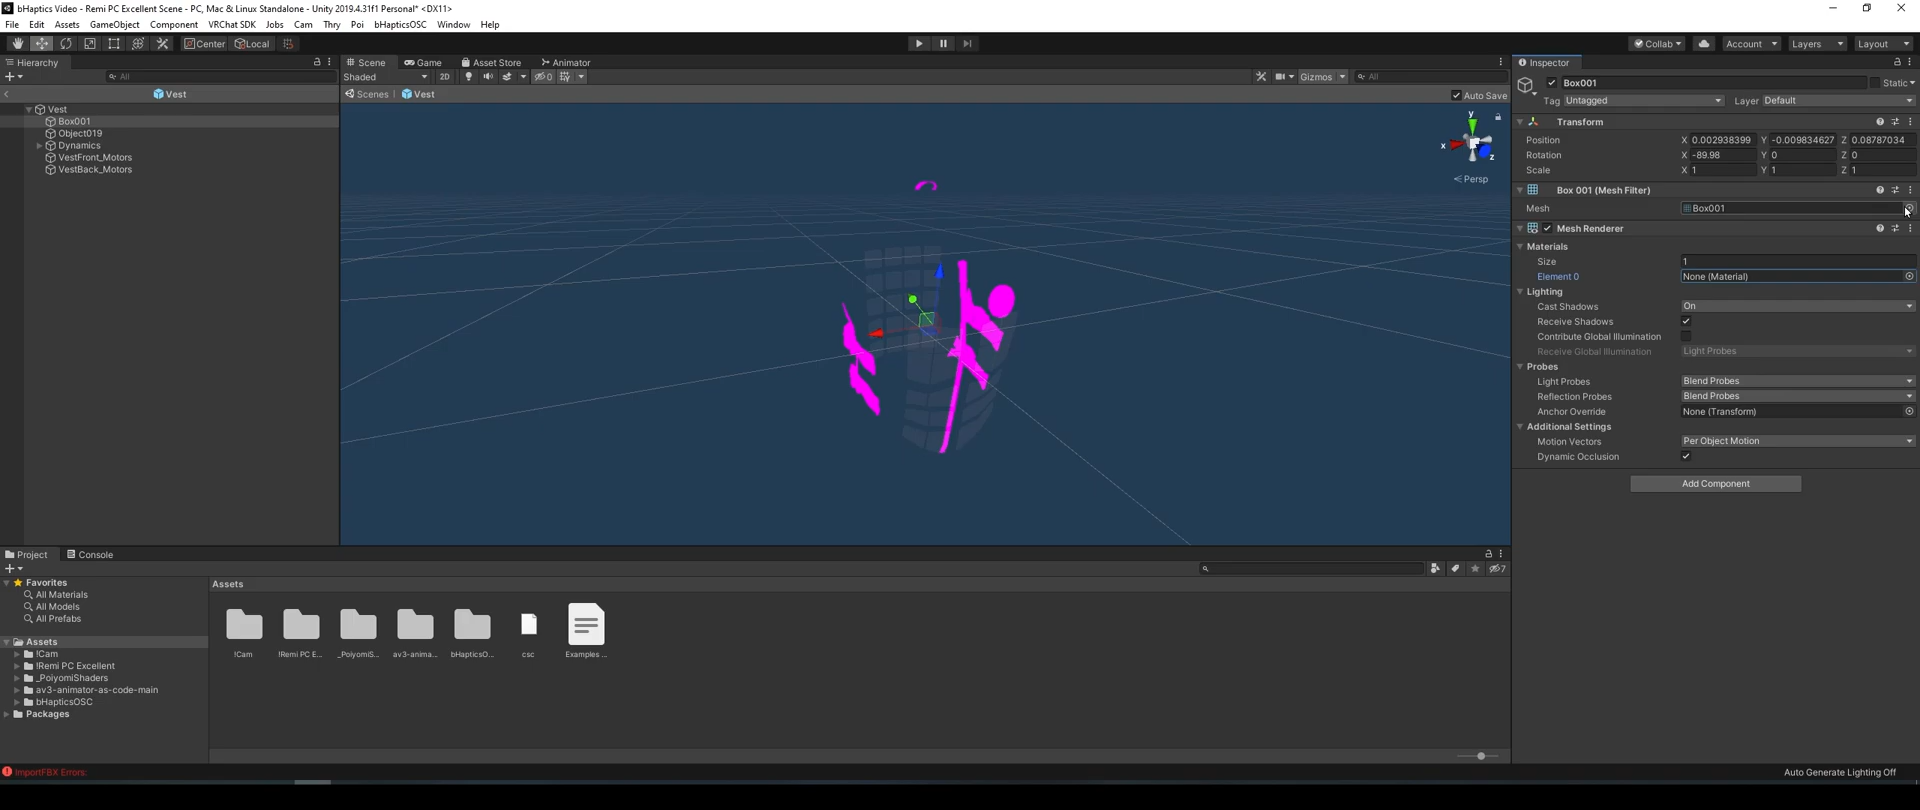 bHaptics Video - Remi PC Excellent Scene - PC, Mac & Linux Standalone - Unity 2019.4.31f1 Personal* <DX11>
File Edit Assets GameObject Component VRChat SDK Jobs Cam Thry Poi bHapticsOSC Window Help
Center Local Collab Account Layers Layout
Hierarchy Scene Game Asset Store Animator Inspector
All Shaded 2D 0 Gizmos All
Box001 Static
Vest Scenes Vest Auto Save
Tag Untagged Layer Default
Vest
Box001
Object019
Dynamics
VestFront_Motors
VestBack_Motors
y
x
z
Persp
Transform
Position X 0.002938399 Y -0.009834627 Z 0.08787034
Rotation X -89.98 Y 0 Z 0
Scale X 1 Y 1 Z 1
Box 001 (Mesh Filter)
Mesh Box001
Mesh Renderer
Materials
Size 1
Element 0 None (Material)
Lighting
Cast Shadows On
Receive Shadows
Contribute Global Illumination
Receive Global Illumination Light Probes
Probes
Light Probes Blend Probes
Reflection Probes Blend Probes
Anchor Override None (Transform)
Additional Settings
Motion Vectors Per Object Motion
Dynamic Occlusion
Add Component
Project Console
7
Favorites
All Materials
All Models
All Prefabs
Assets
!Cam
!Remi PC Excellent
_PoiyomiShaders
av3-animator-as-code-main
bHapticsOSC
Packages
Assets
!Cam !Remi PC E... _PoiyomiS... av3-anima... bHapticsO... csc Examples ...
ImportFBX Errors:
Auto Generate Lighting Off